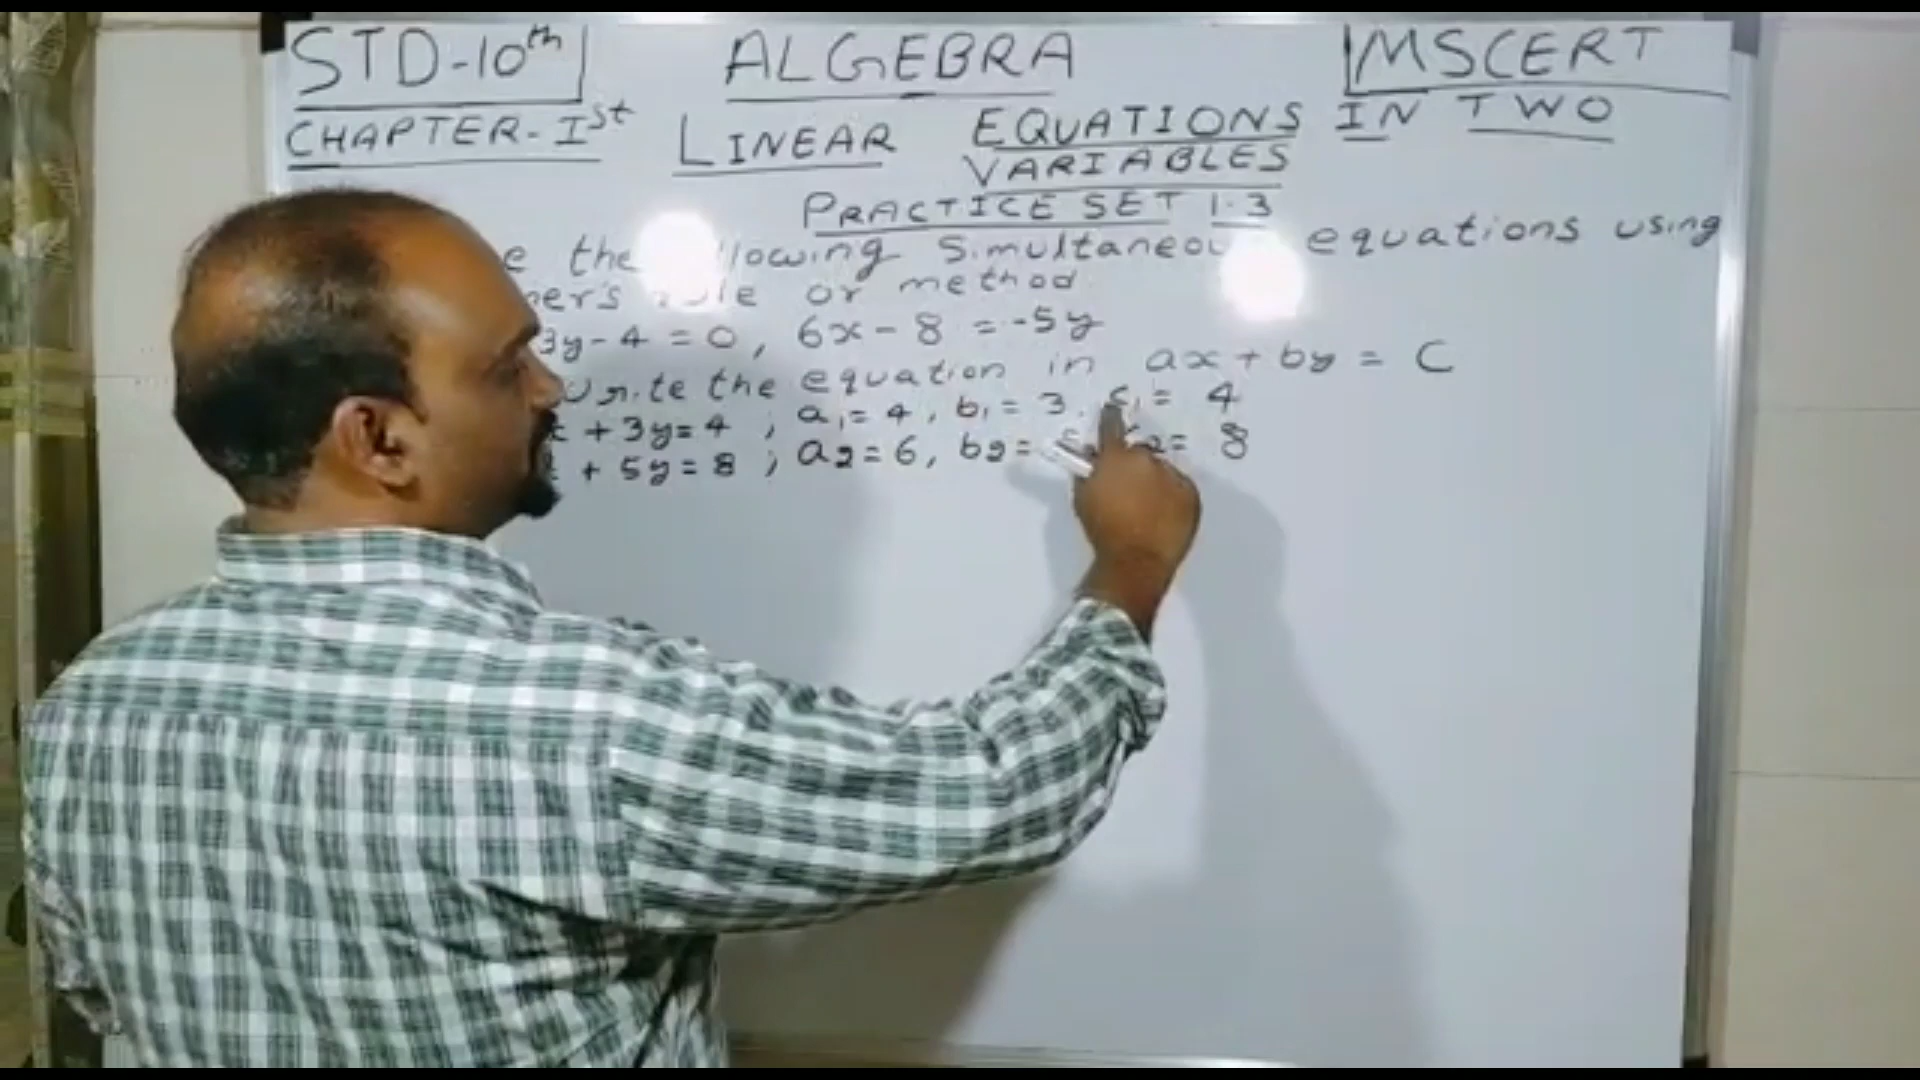 STD-10th ALGEBRA MSCERT
CHAPTER-Ist LINEAR EQUATIONS IN TWO
VARIABLES
PRACTICE SET 1.3
the Simultaneous equations using
or method
3y-4=0, 6x-8=-5y
write the equation in ax+by=C
+3y=4 ; a1=4, b1=3, c1=4
+5y=8 ; a2=6, b2= 2=8